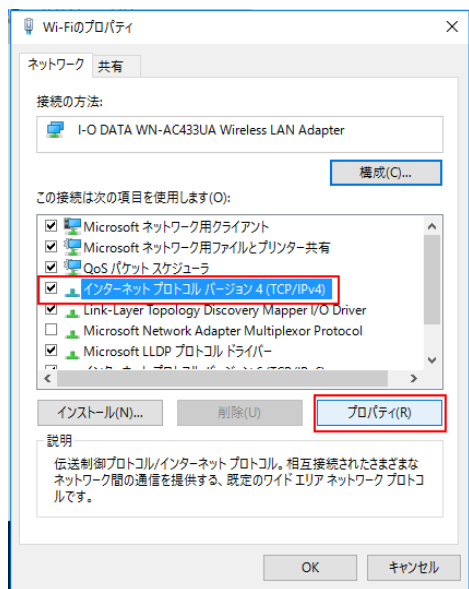 Wi-Fiのプロパティ
ネットワーク 共有
接続の方法:
I-O DATA WN-AC433UA Wireless LAN Adapter
構成(C)...
この接続は次の項目を使用します(O):
Microsoft ネットワーク用クライアント
Microsoft ネットワーク用ファイルとプリンター共有
QoS パケット スケジューラ
インターネット プロトコル バージョン 4 (TCP/IPv4)
Link-Layer Topology Discovery Mapper I/O Driver
Microsoft Network Adapter Multiplexor Protocol
Microsoft LLDP プロトコル ドライバー
インストール(N)... 削除(U) プロパティ(R)
説明
伝送制御プロトコル/インターネット プロトコル。相互接続されたさまざまな
ネットワーク間の通信を提供する、既定のワイド エリア ネットワーク プロトコ
ルです。
OK キャンセル